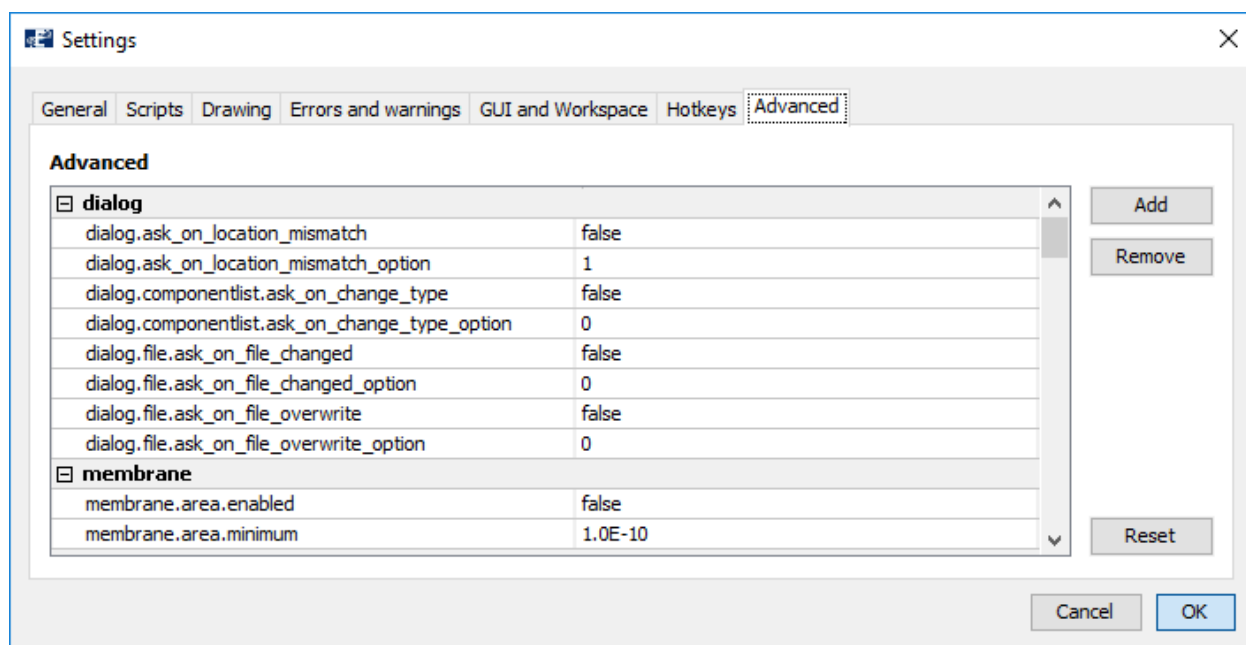 Settings
General Scripts Drawing Errors and warnings GUI and Workspace Hotkeys Advanced
Advanced
dialog
Add
dialog.ask_on_location_mismatch false
dialog.ask_on_location_mismatch_option 1
Remove
dialog.componentlist.ask_on_change_type false
dialog.componentlist.ask_on_change_type_option 0
dialog.file.ask_on_file_changed false
dialog.file.ask_on_file_changed_option 0
dialog.file.ask_on_file_overwrite false
dialog.file.ask_on_file_overwrite_option 0
membrane
membrane.area.enabled false
membrane.area.minimum 1.0E-10
Reset
Cancel OK